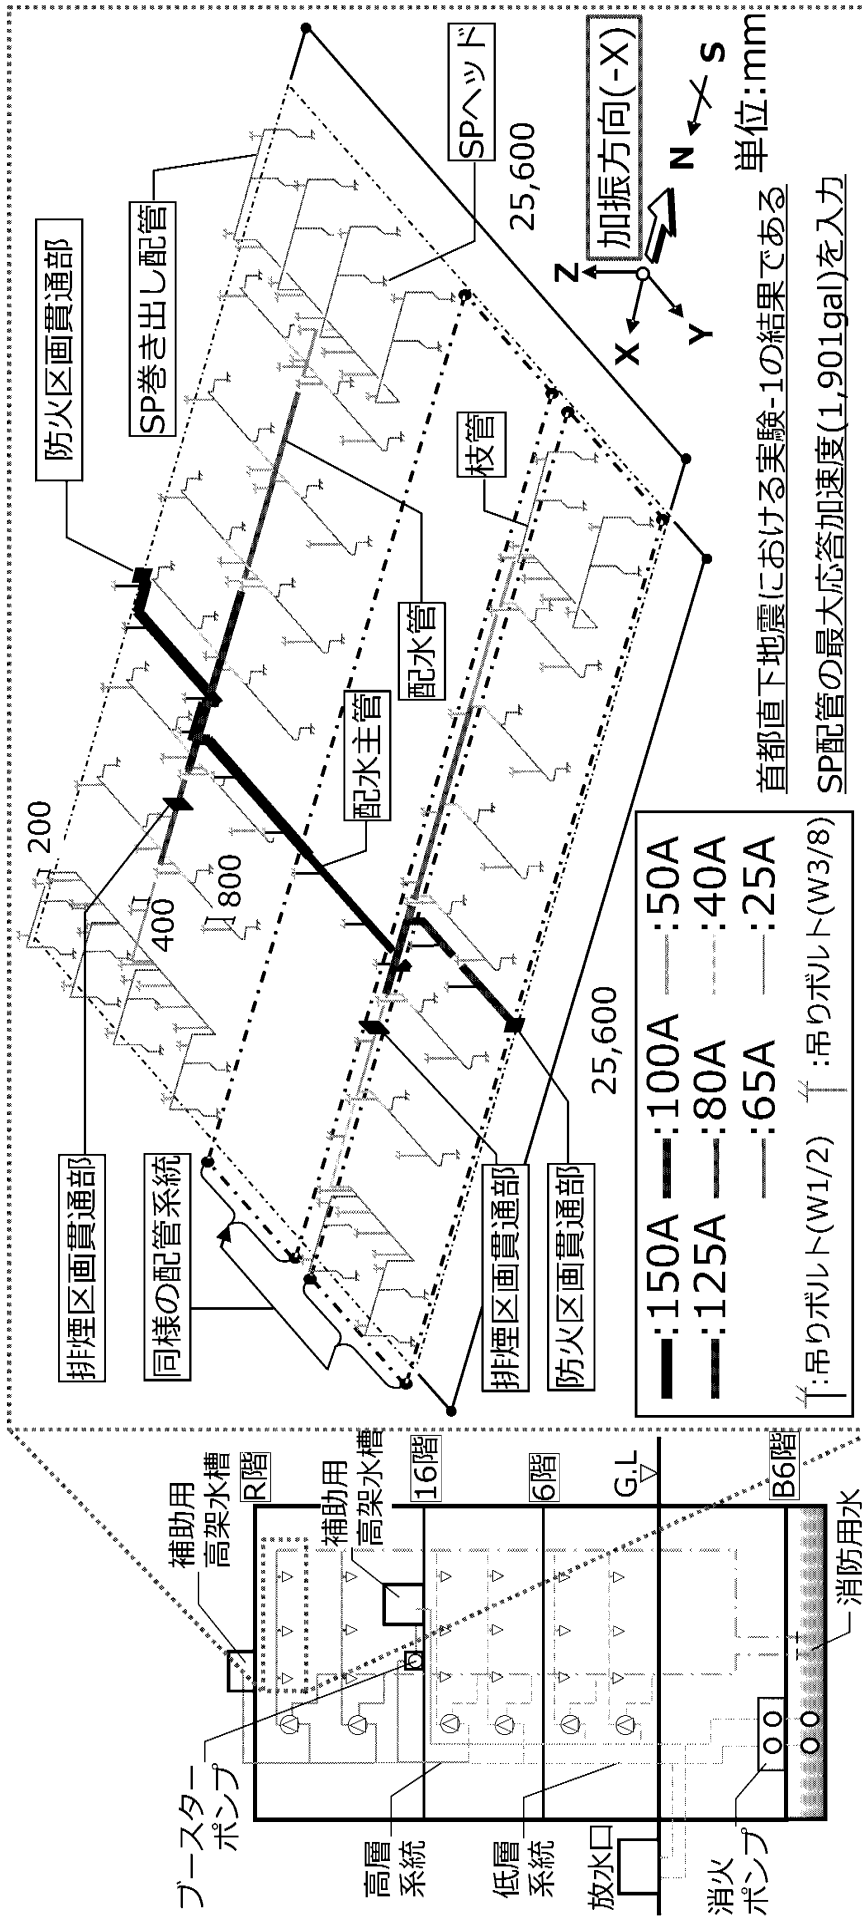 補助用
高架水槽
R階
ブースター
ポンプ
16階
補助用
高架水槽
6階
G.L
B6階
高層
系統
低層
系統
放水口
消火
ポンプ
消防用水
防火区画貫通部
SP巻き出し配管
SPヘッド
25,600
200
400
800
配水管
配水主管
枝管
排煙区画貫通部
同様の配管系統
排煙区画貫通部
防火区画貫通部
25,600
加振方向(-X)
Z
X
Y
N
S
単位:mm
首都直下地震における実験-1の結果である
SP配管の最大応答加速度(1,901gal)を入力
:150A :100A :50A
:125A :80A :40A
:65A :25A
:吊りボルト(W1/2) :吊りボルト(W3/8)